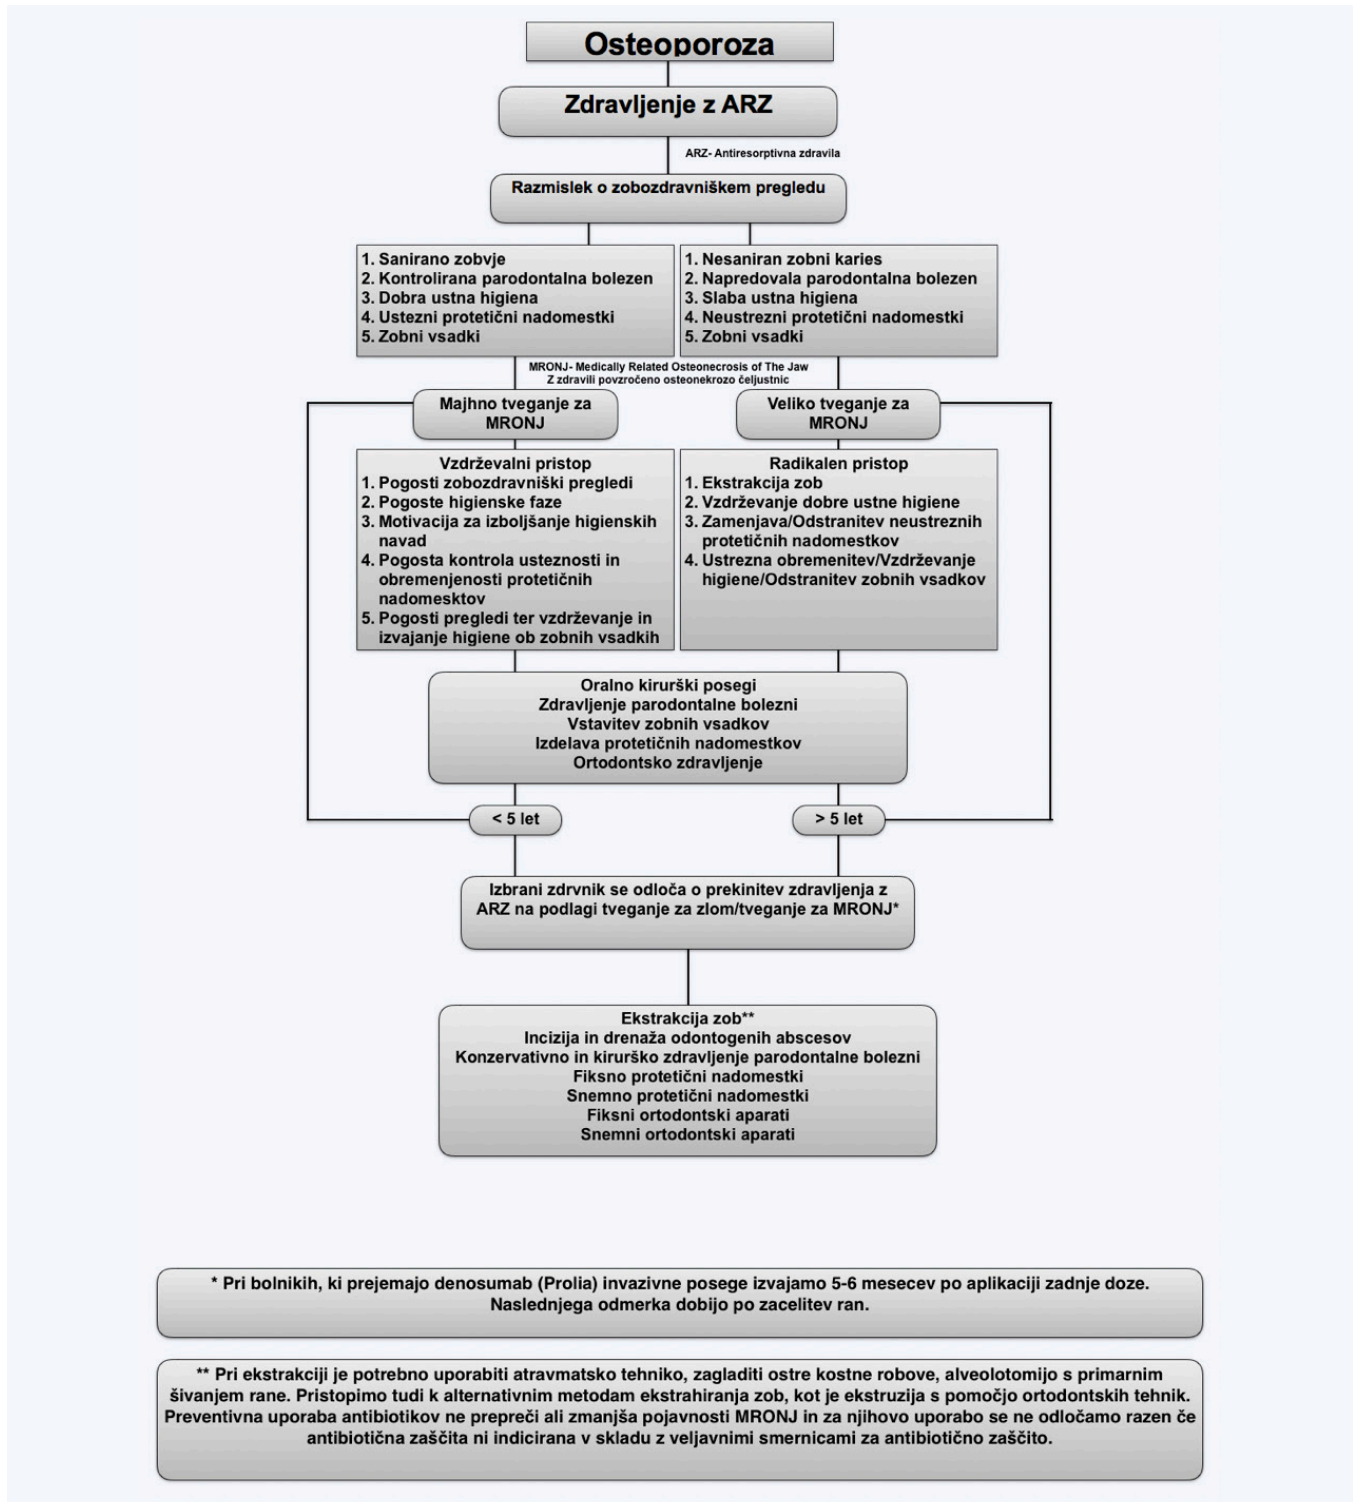 Osteoporoza
Zdravljenje z ARZ
ARZ- Antiresorptivna zdravila
Razmislek o zobozdravniškem pregledu
1. Sanirano zobvje
2. Kontrolirana parodontalna bolezen
3. Dobra ustna higiena
4. Ustezni protetični nadomestki
5. Zobni vsadki
1. Nesaniran zobni karies
2. Napredovala parodontalna bolezen
3. Slaba ustna higiena
4. Neustrezni protetični nadomestki
5. Zobni vsadki
MRONJ- Medically Related Osteonecrosis of The Jaw
Z zdravili povzročeno osteonekrozo čeljustnic
Majhno tveganje za
MRONJ
Veliko tveganje za
MRONJ
Vzdrževalni pristop
1. Pogosti zobozdravniški pregledi
2. Pogoste higienske faze
3. Motivacija za izboljšanje higienskih
navad
4. Pogosta kontrola usteznosti in
obremenjenosti protetičnih
nadomesktov
5. Pogosti pregledi ter vzdrževanje in
izvajanje higiene ob zobnih vsadkih
Radikalen pristop
1. Ekstrakcija zob
2. Vzdrževanje dobre ustne higiene
3. Zamenjava/Odstranitev neustreznih
protetičnih nadomestkov
4. Ustrezna obremenitev/Vzdrževanje
higiene/Odstranitev zobnih vsadkov
Oralno kirurški posegi
Zdravljenje parodontalne bolezni
Vstavitev zobnih vsadkov
Izdelava protetičnih nadomestkov
Ortodontsko zdravljenje
< 5 let
> 5 let
Izbrani zdrvnik se odloča o prekinitev zdravljenja z
ARZ na podlagi tveganje za zlom/tveganje za MRONJ*
Ekstrakcija zob**
Incizija in drenaža odontogenih abscesov
Konzervativno in kirurško zdravljenje parodontalne bolezni
Fiksno protetični nadomestki
Snemno protetični nadomestki
Fiksni ortodontski aparati
Snemni ortodontski aparati
* Pri bolnikih, ki prejemajo denosumab (Prolia) invazivne posege izvajamo 5-6 mesecev po aplikaciji zadnje doze.
Naslednjega odmerka dobijo po zacelitev ran.
** Pri ekstrakciji je potrebno uporabiti atravmatsko tehniko, zagladiti ostre kostne robove, alveolotomijo s primarnim
šivanjem rane. Pristopimo tudi k alternativnim metodam ekstrahiranja zob, kot je ekstruzija s pomočjo ortodontskih tehnik.
Preventivna uporaba antibiotikov ne prepreči ali zmanjša pojavnosti MRONJ in za njihovo uporabo se ne odločamo razen če
antibiotična zaščita ni indicirana v skladu z veljavnimi smernicami za antibiotično zaščito.